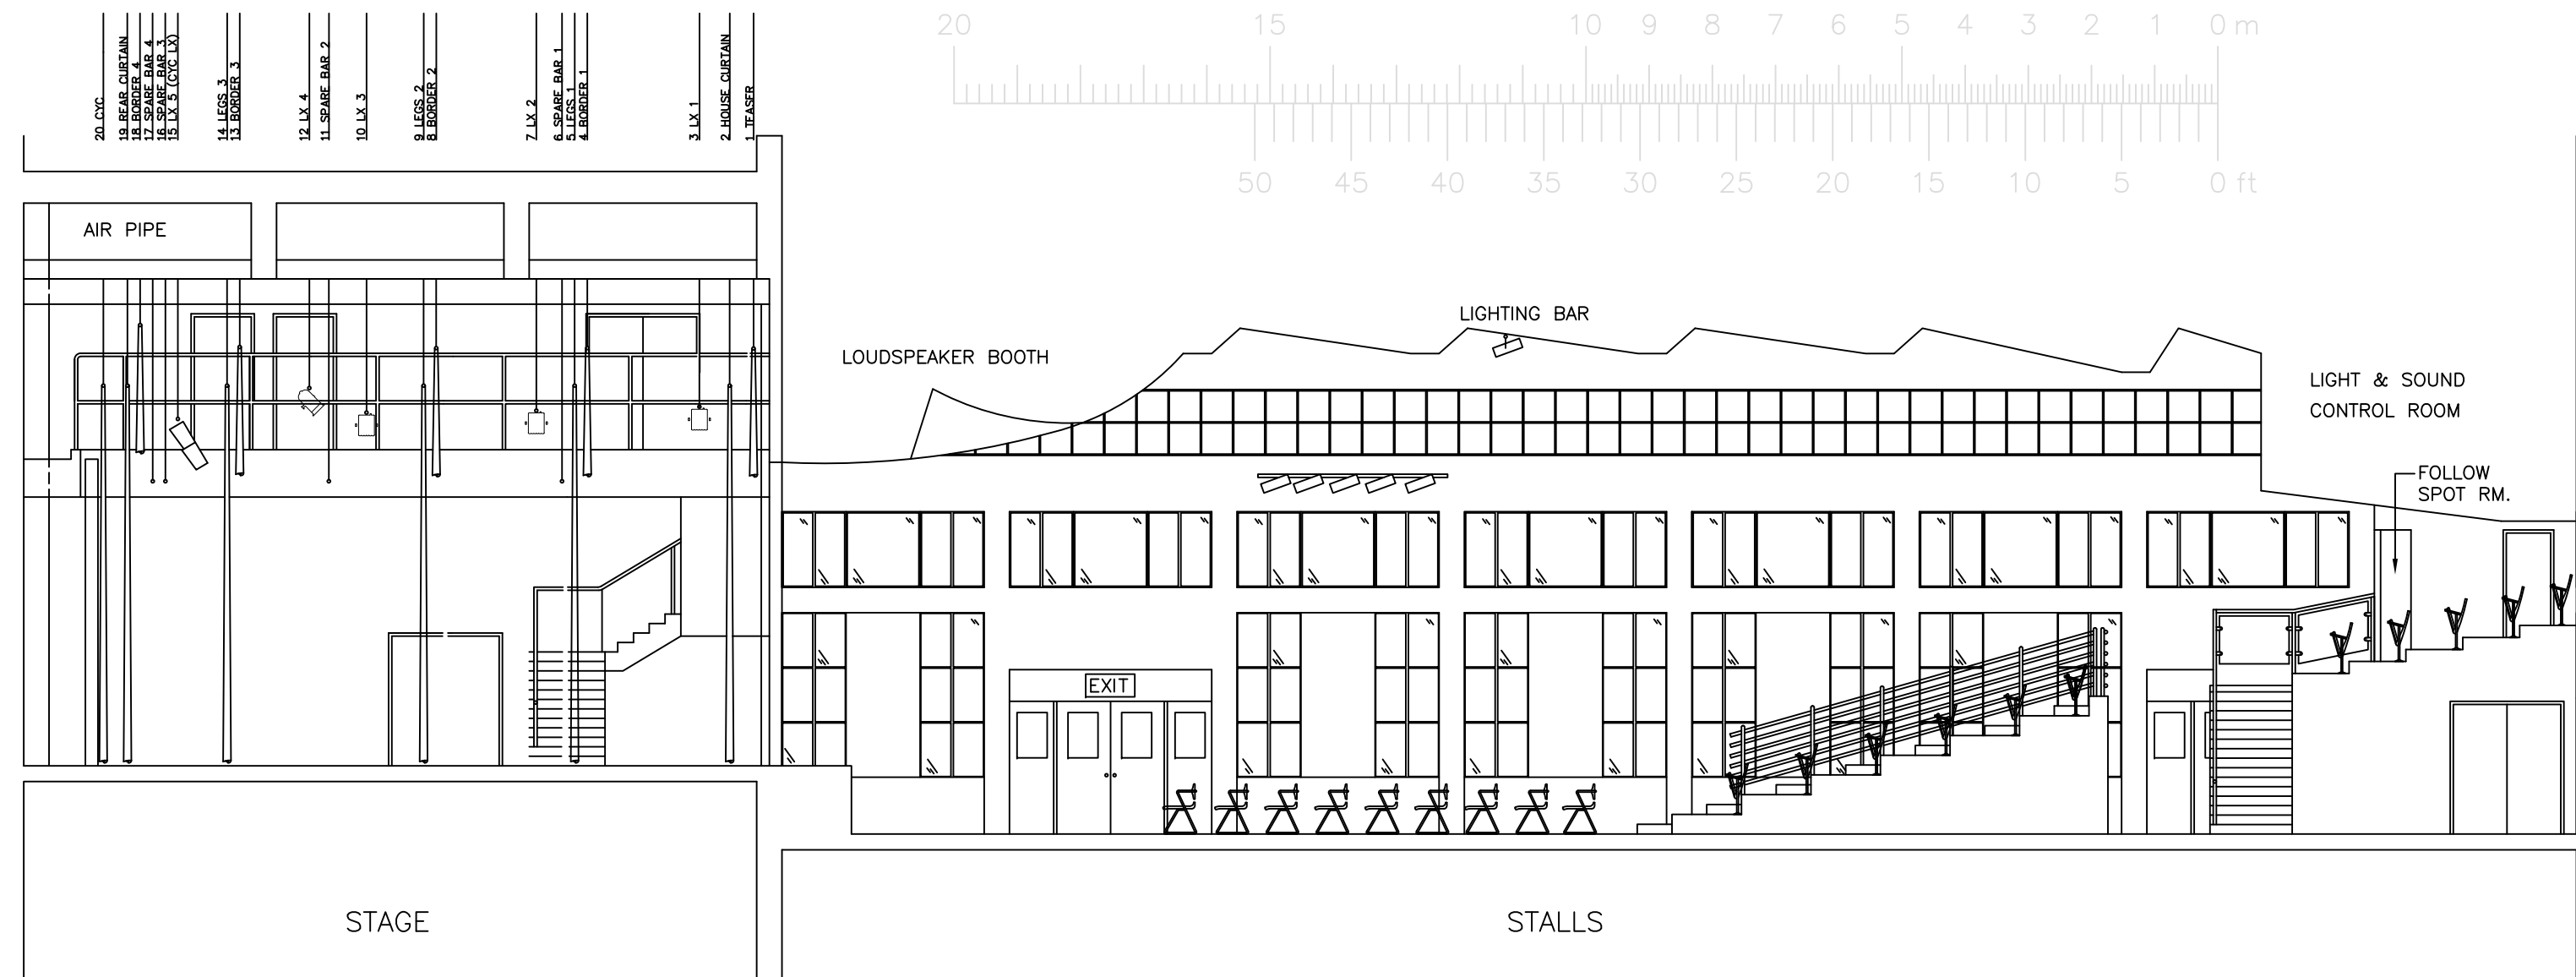 20 CYC
19 REAR CURTAIN
18 BORDER 4
17 SPARE BAR 4
16 SPARE BAR 3
15 LX 5 (CYC LX)
14 LEGS 3
13 BORDER 3
12 LX 4
11 SPARE BAR 2
10 LX 3
9 LEGS 2
8 BORDER 2
7 LX 2
6 SPARE BAR 1
5 LEGS 1
4 BORDER 1
3 LX 1
2 HOUSE CURTAIN
1 TEASER
20 15 10 9 8 7 6 5 4 3 2 1 0 m
50 45 40 35 30 25 20 15 10 5 0 ft
AIR PIPE
LIGHTING BAR
LOUDSPEAKER BOOTH
LIGHT & SOUND
CONTROL ROOM
FOLLOW
SPOT RM.
EXIT
STAGE
STALLS